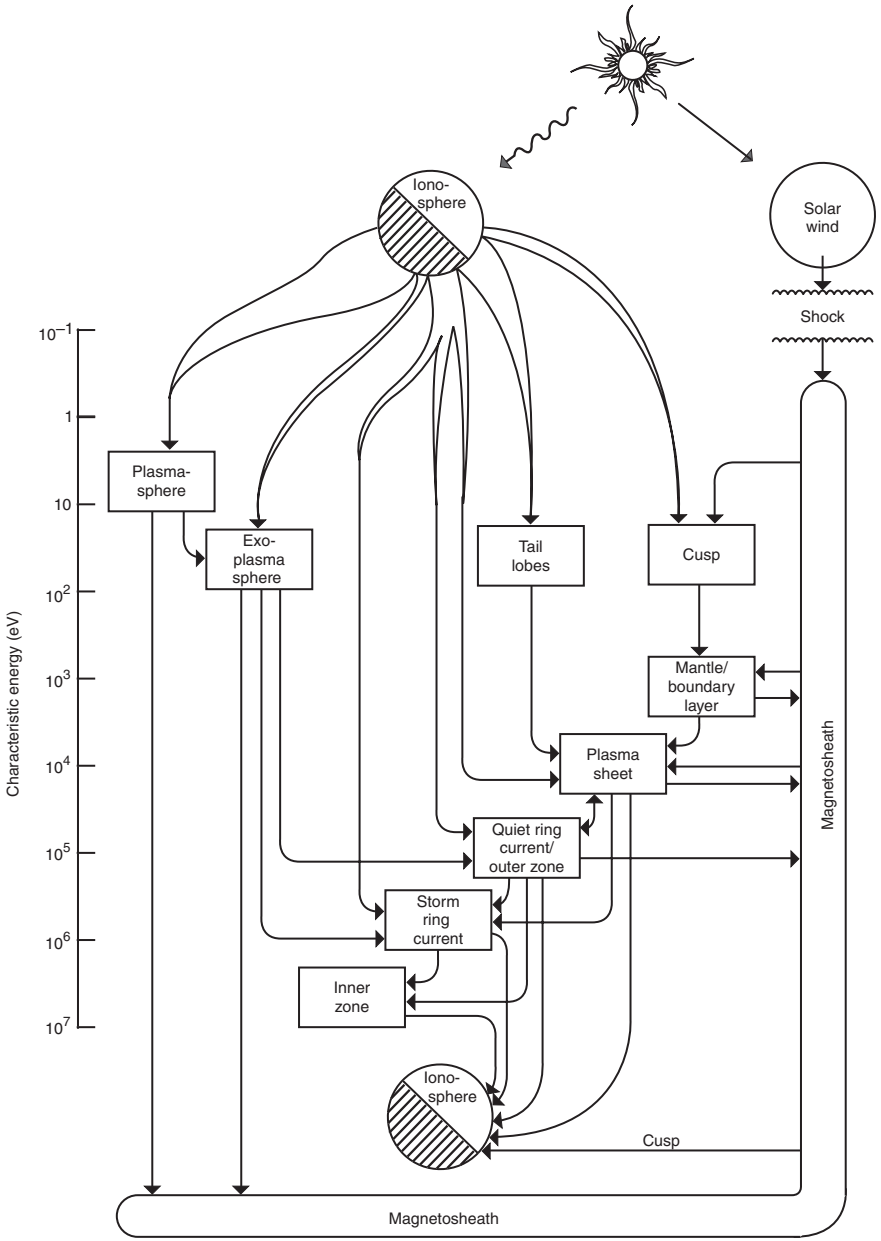 Iono-
sphere
Solar
wind
Shock
10⁻¹
1
10
10²
10³
10⁴
10⁵
10⁶
10⁷
Characteristic energy (eV)
Plasma-
sphere
Exo-
plasma
sphere
Tail
lobes
Cusp
Mantle/
boundary
layer
Plasma
sheet
Quiet ring
current/
outer zone
Storm
ring
current
Inner
zone
Magnetosheath
Iono-
sphere
Cusp
Magnetosheath